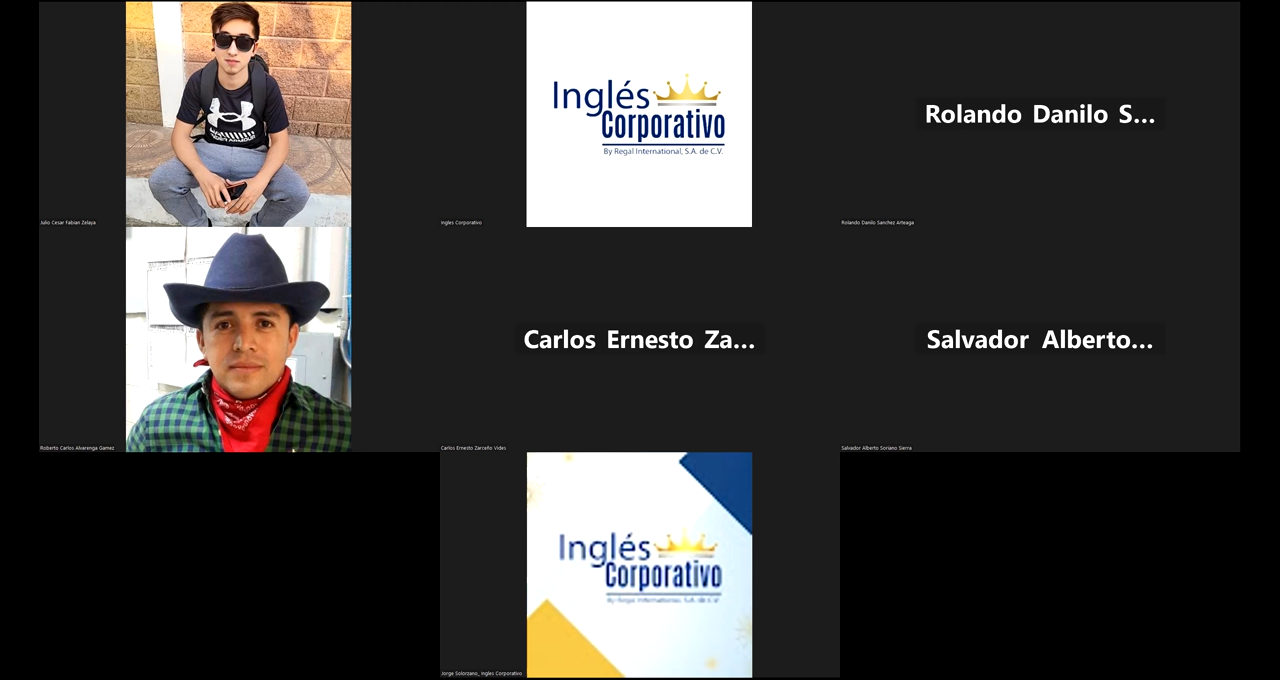 UNDER ARMOUR
Julio Cesar Fabian Zelaya
Inglés
Corporativo
By Regal International, S.A. de C.V.
Ingles Corporativo
Rolando Danilo S...
Rolando Danilo Sanchez Arteaga
Roberto Carlos Alvarenga Gamez
Carlos Ernesto Za...
Carlos Ernesto Zarceño Vides
Salvador Alberto...
Salvador Alberto Soriano Sierra
Inglés
Corporativo
By Regal International, S.A. de C.V.
Jorge Solorzano_ Ingles Corporativo